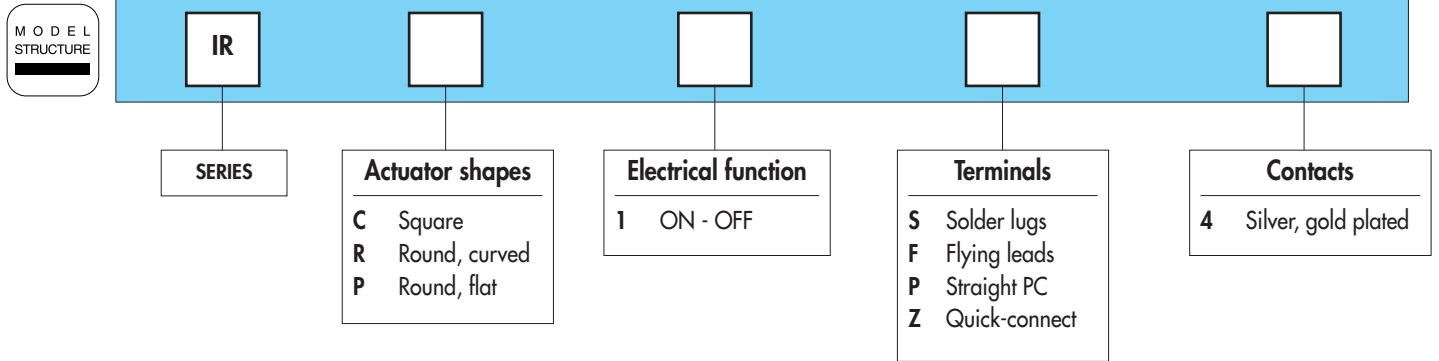 MODEL
STRUCTURE
IR
SERIES
Actuator shapes
C Square
R Round, curved
P Round, flat
Electrical function
1 ON - OFF
Terminals
S Solder lugs
F Flying leads
P Straight PC
Z Quick-connect
Contacts
4 Silver, gold plated